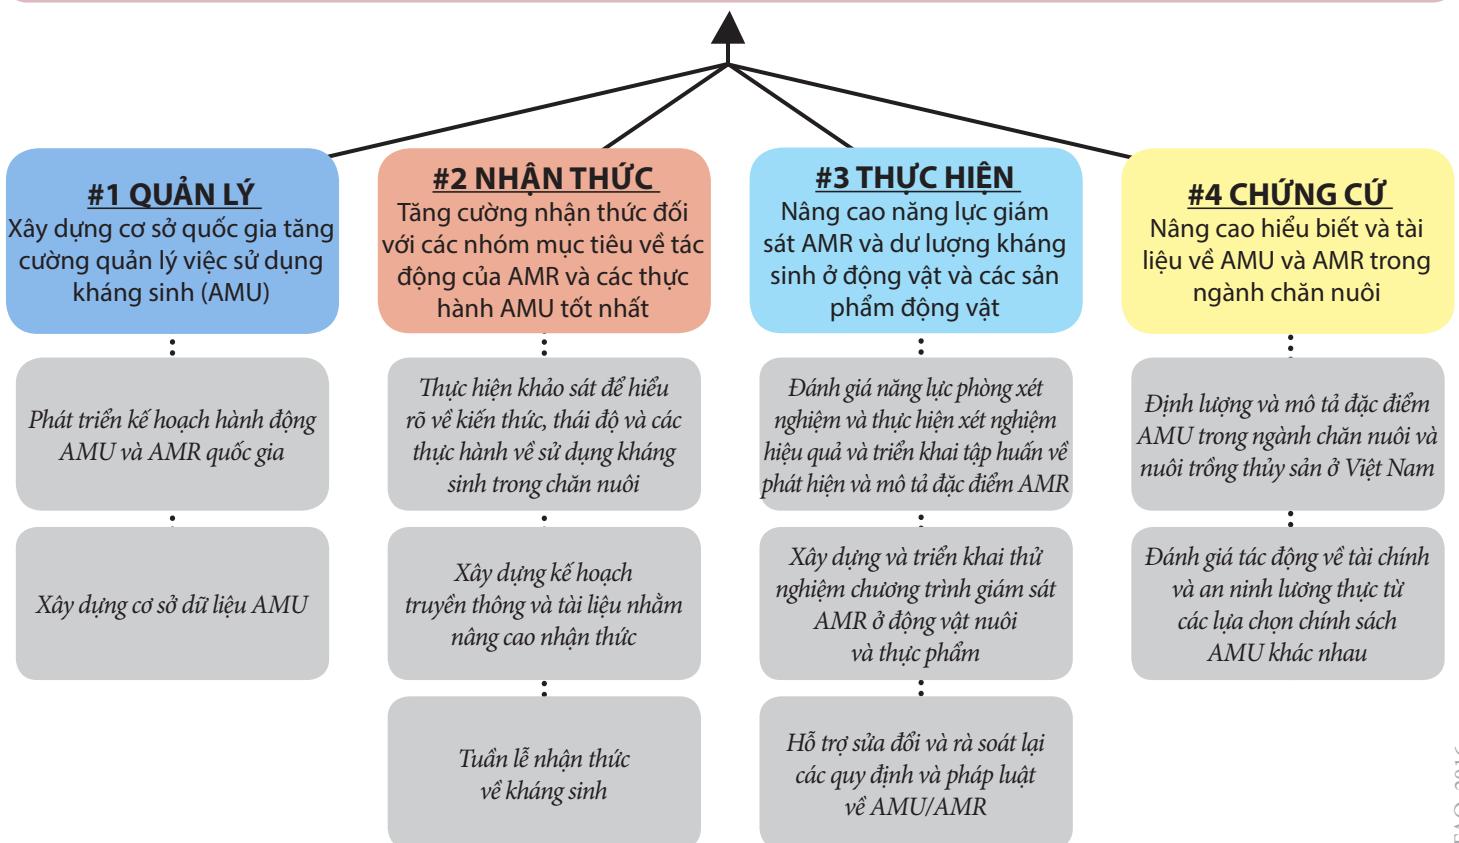 #1 QUẢN LÝ
Xây dựng cơ sở quốc gia tăng
cường quản lý việc sử dụng
kháng sinh (AMU)
Phát triển kế hoạch hành động
AMU và AMR quốc gia
Xây dựng cơ sở dữ liệu AMU
#2 NHẬN THỨC
Tăng cường nhận thức đối
với các nhóm mục tiêu về tác
động của AMR và các thực
hành AMU tốt nhất
Thực hiện khảo sát để hiểu
rõ về kiến thức, thái độ và các
thực hành về sử dụng kháng
sinh trong chăn nuôi
Xây dựng kế hoạch
truyền thông và tài liệu nhằm
nâng cao nhận thức
Tuần lễ nhận thức
về kháng sinh
#3 THỰC HIỆN
Nâng cao năng lực giám
sát AMR và dư lượng kháng
sinh ở động vật và các sản
phẩm động vật
Đánh giá năng lực phòng xét
nghiệm và thực hiện xét nghiệm
hiệu quả và triển khai tập huấn về
phát hiện và mô tả đặc điểm AMR
Xây dựng và triển khai thử
nghiệm chương trình giám sát
AMR ở động vật nuôi
và thực phẩm
Hỗ trợ sửa đổi và rà soát lại
các quy định và pháp luật
về AMU/AMR
#4 CHỨNG CỨ
Nâng cao hiểu biết và tài
liệu về AMU và AMR trong
ngành chăn nuôi
Định lượng và mô tả đặc điểm
AMU trong ngành chăn nuôi và
nuôi trồng thủy sản ở Việt Nam
Đánh giá tác động về tài chính
và an ninh lương thực từ
các lựa chọn chính sách
AMU khác nhau